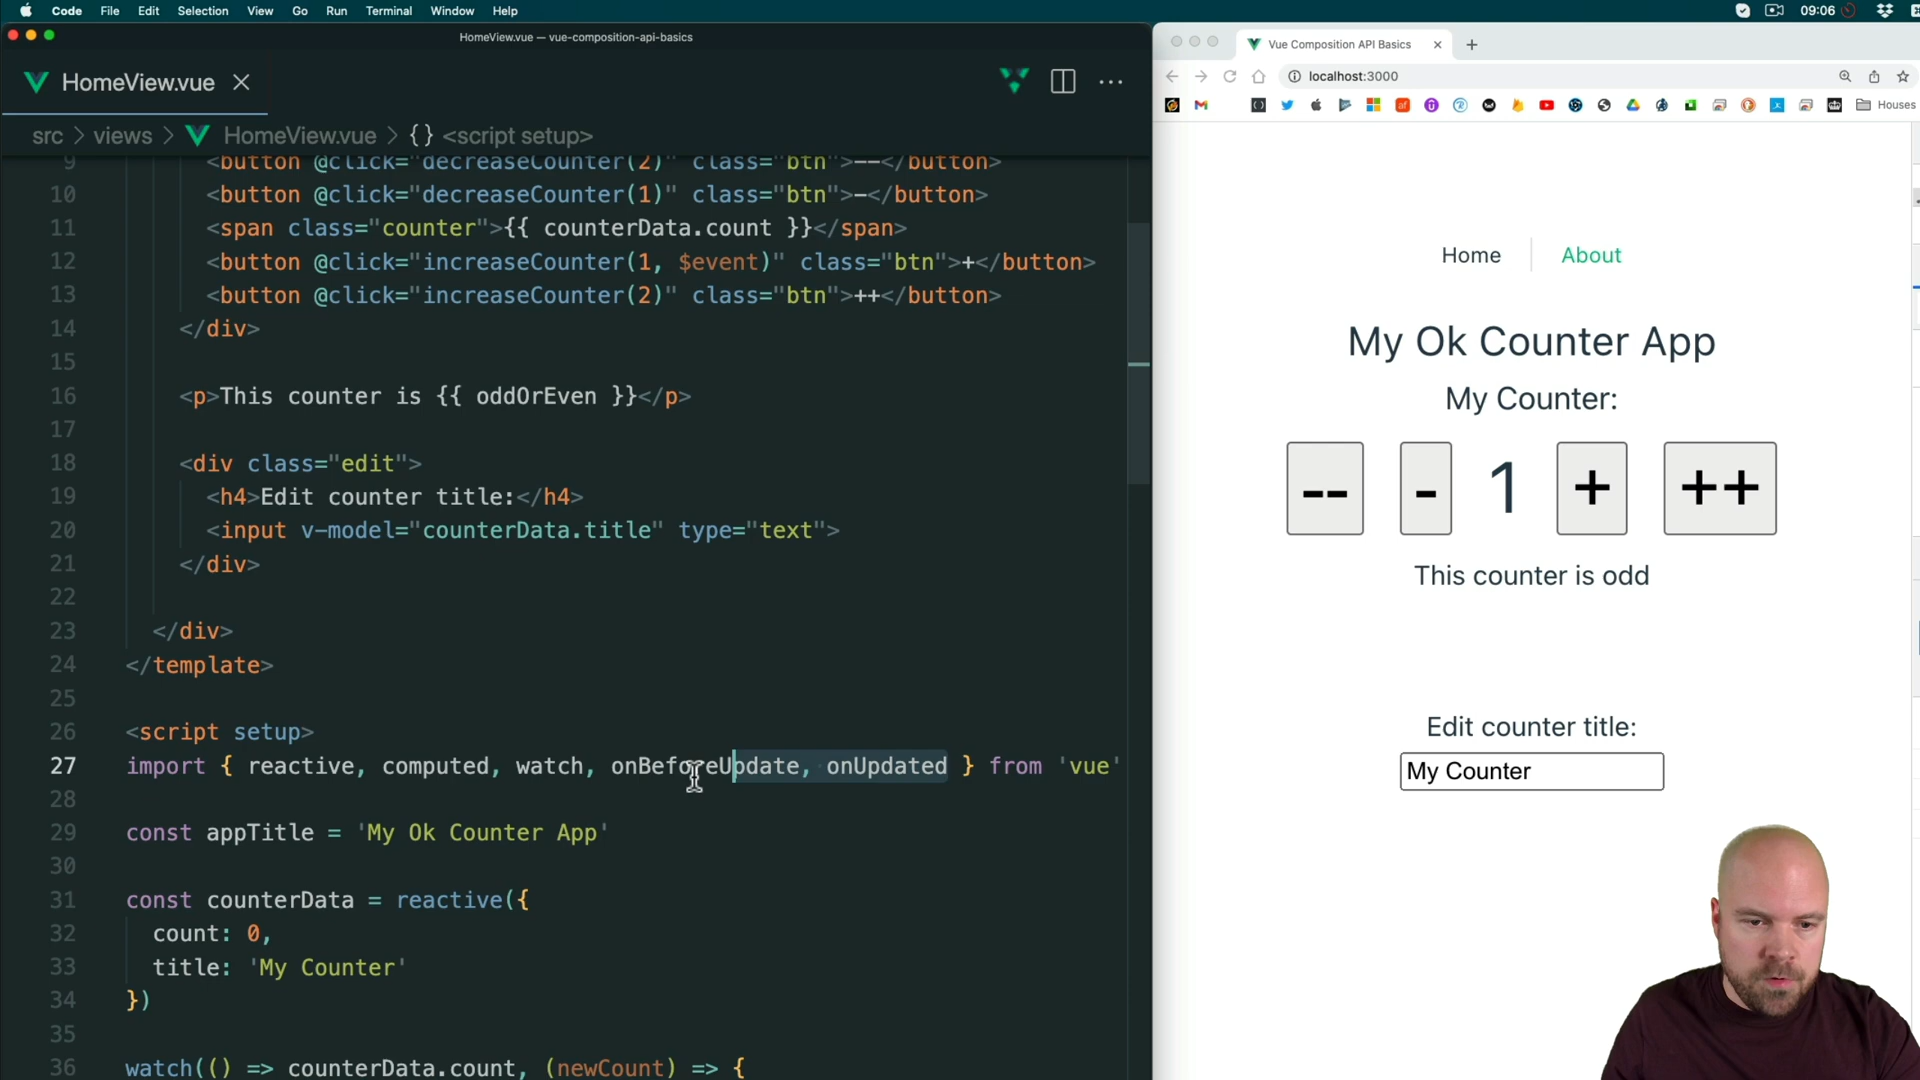 Code File Edit Selection View Go Run Terminal Window Help 09:06
HomeView.vue — vue-composition-api-basics
HomeView.vue
src > views > HomeView.vue > {} <script setup>
9 <button @click="decreaseCounter(2)" class="btn">--</button>
10 <button @click="decreaseCounter(1)" class="btn">-</button>
11 <span class="counter">{{ counterData.count }}</span>
12 <button @click="increaseCounter(1, $event)" class="btn">+</button>
13 <button @click="increaseCounter(2)" class="btn">++</button>
14 </div>
15
16 <p>This counter is {{ oddOrEven }}</p>
17
18 <div class="edit">
19 <h4>Edit counter title:</h4>
20 <input v-model="counterData.title" type="text">
21 </div>
22
23 </div>
24 </template>
25
26 <script setup>
27 import { reactive, computed, watch, onBeforeUpdate, onUpdated } from 'vue'
28
29 const appTitle = 'My Ok Counter App'
30
31 const counterData = reactive({
32 count: 0,
33 title: 'My Counter'
34 })
35
36 watch(() => counterData.count, (newCount) => {
Vue Composition API Basics
localhost:3000
Houses
Home About
My Ok Counter App
My Counter:
-- - 1 + ++
This counter is odd
Edit counter title:
My Counter